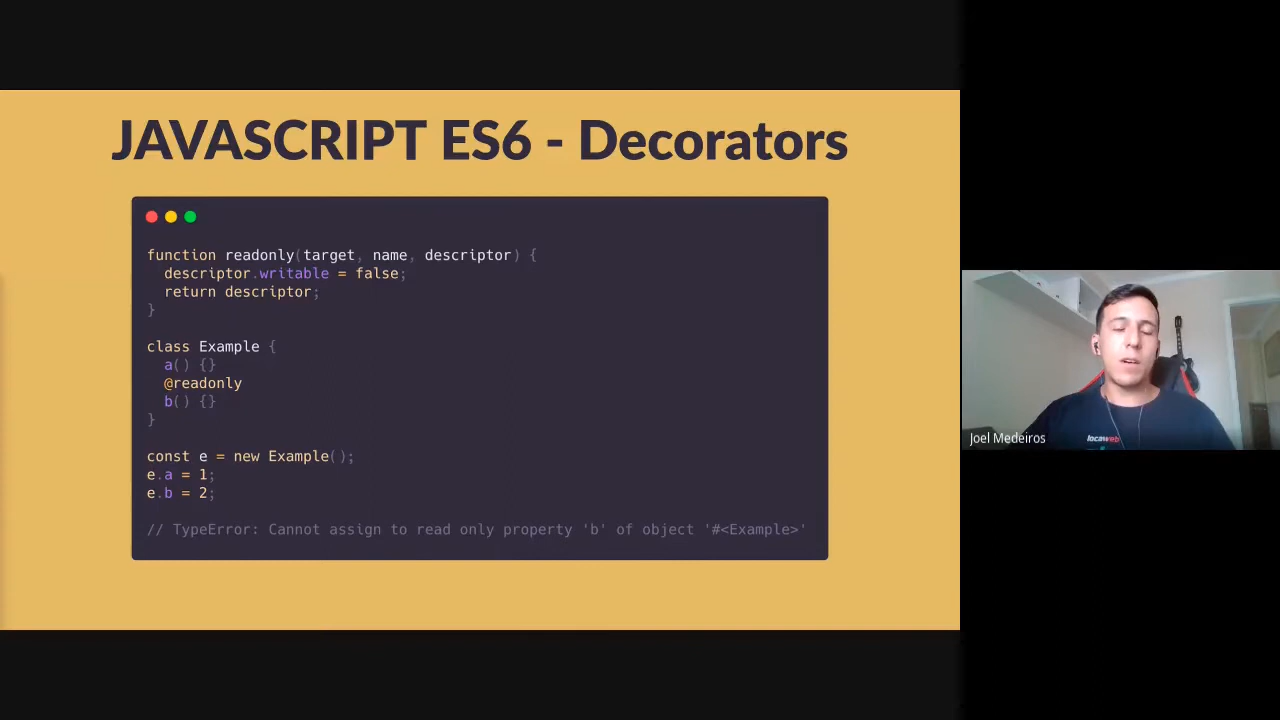 JAVASCRIPT ES6 - Decorators
function readonly(target, name, descriptor) {
  descriptor.writable = false;
  return descriptor;
}
class Example {
  a() {}
  @readonly
  b() {}
}
const e = new Example();
e.a = 1;
e.b = 2;
// TypeError: Cannot assign to read only property 'b' of object '#<Example>'
locaweb
Joel Medeiros